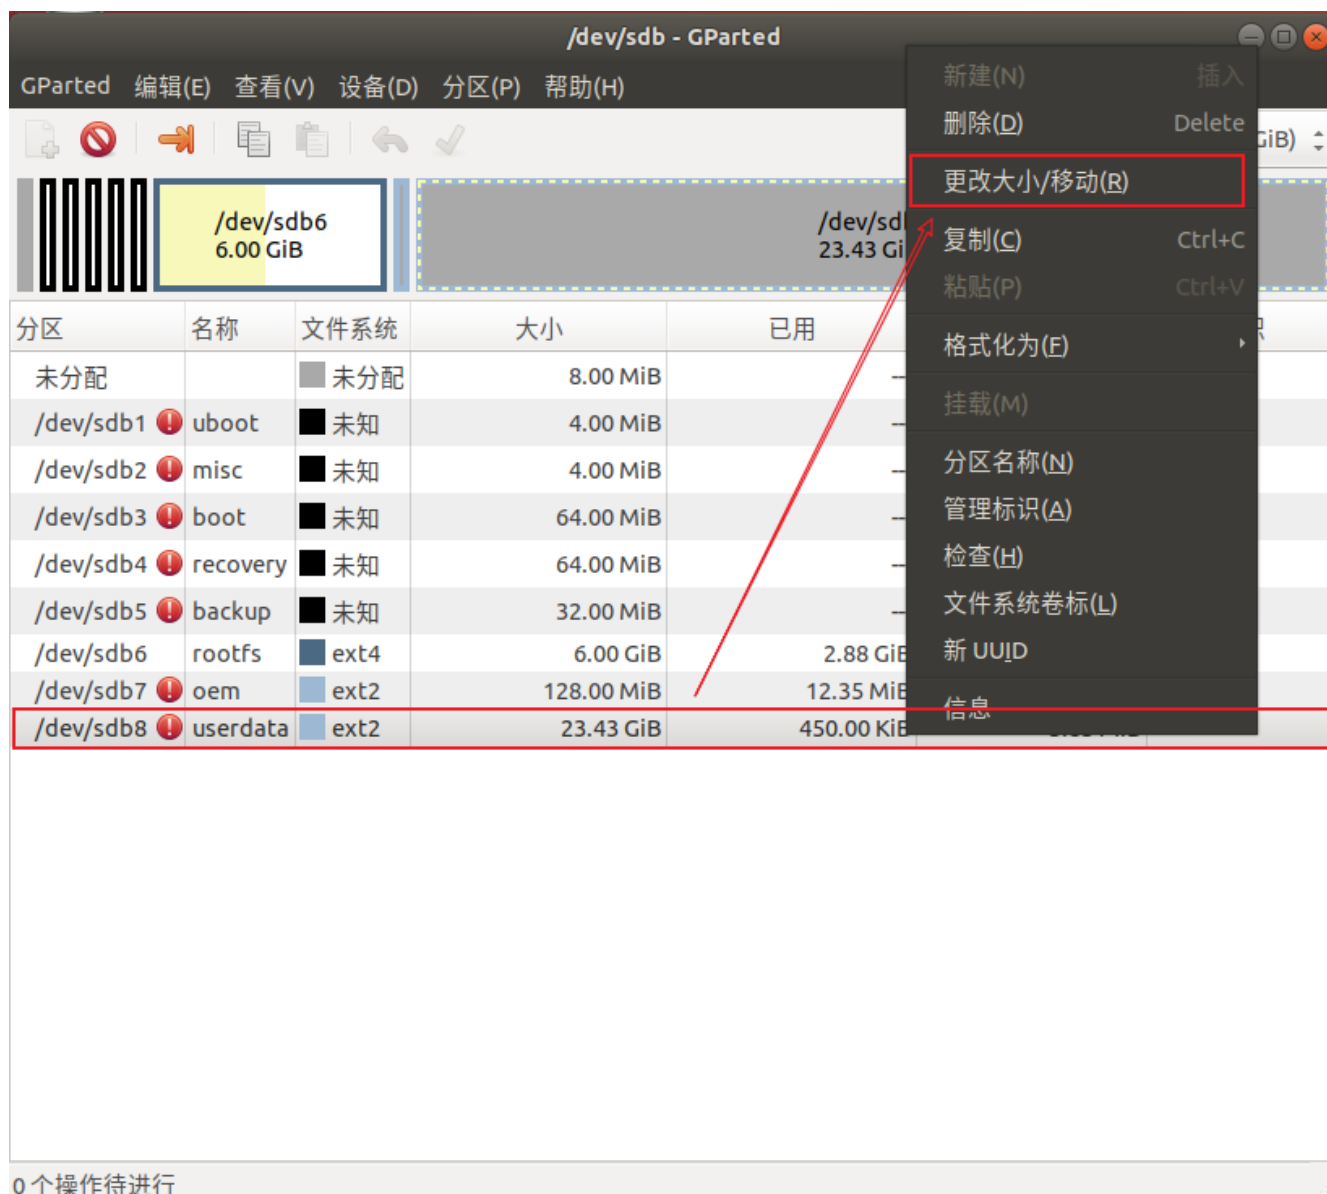 /dev/sdb - GParted
GParted 编辑(E) 查看(V) 设备(D) 分区(P) 帮助(H)
GiB)
/dev/sdb6
6.00 GiB
/dev/sd
23.43 Gi
分区 名称 文件系统 大小 已用
未分配 未分配 8.00 MiB --
/dev/sdb1 uboot 未知 4.00 MiB --
/dev/sdb2 misc 未知 4.00 MiB --
/dev/sdb3 boot 未知 64.00 MiB --
/dev/sdb4 recovery 未知 64.00 MiB --
/dev/sdb5 backup 未知 32.00 MiB --
/dev/sdb6 rootfs ext4 6.00 GiB 2.88 GiB
/dev/sdb7 oem ext2 128.00 MiB 12.35 MiB
/dev/sdb8 userdata ext2 23.43 GiB 450.00 KiB
新建(N) 插入
删除(D) Delete
更改大小/移动(R)
复制(C) Ctrl+C
粘贴(P) Ctrl+V
格式化为(F)
挂载(M)
分区名称(N)
管理标识(A)
检查(H)
文件系统卷标(L)
新 UUID
信息
0 个操作待进行